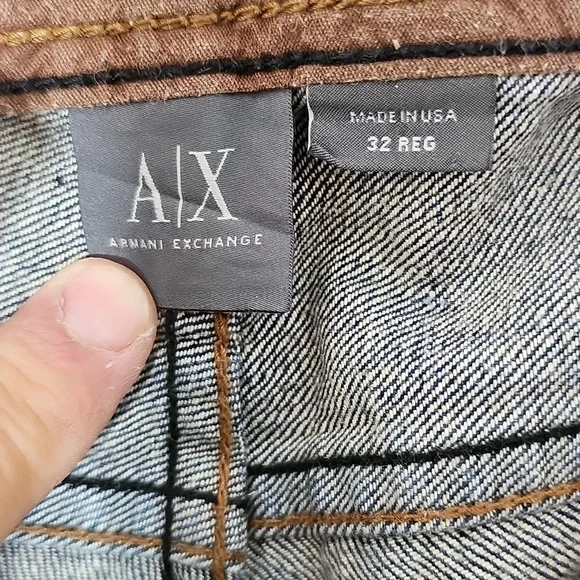 A|X
ARMANI EXCHANGE
MADE IN USA
32 REG